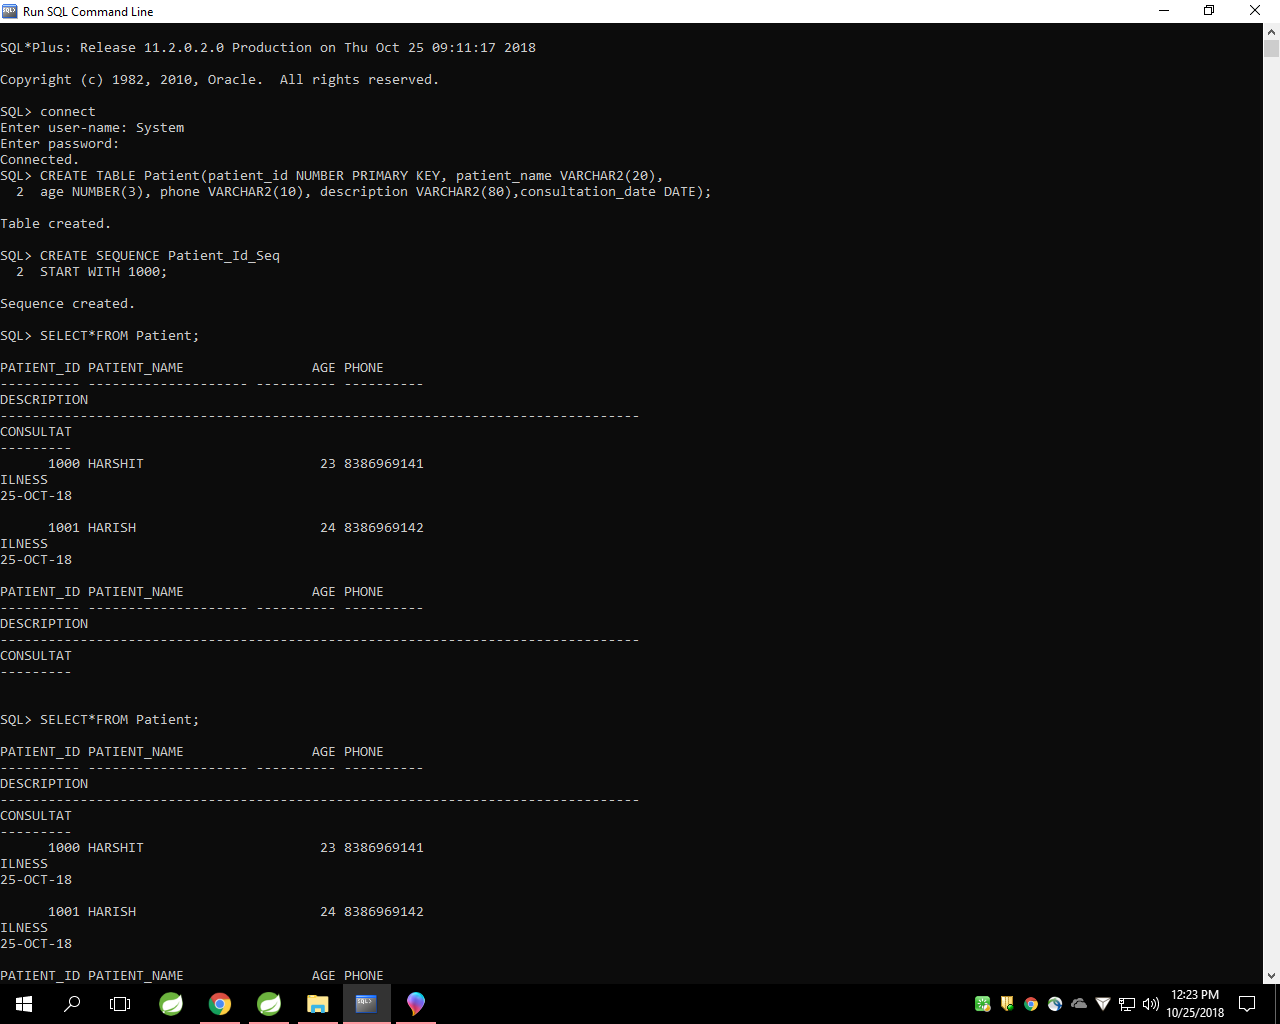 Run SQL Command Line
SQL*Plus: Release 11.2.0.2.0 Production on Thu Oct 25 09:11:17 2018
Copyright (c) 1982, 2010, Oracle.  All rights reserved.
SQL> connect
Enter user-name: System
Enter password:
Connected.
SQL> CREATE TABLE Patient(patient_id NUMBER PRIMARY KEY, patient_name VARCHAR2(20),
  2  age NUMBER(3), phone VARCHAR2(10), description VARCHAR2(80),consultation_date DATE);
Table created.
SQL> CREATE SEQUENCE Patient_Id_Seq
  2  START WITH 1000;
Sequence created.
SQL> SELECT*FROM Patient;
PATIENT_ID PATIENT_NAME                AGE PHONE
---------- -------------------- ---------- ----------
DESCRIPTION
--------------------------------------------------------------------------------
CONSULTAT
---------
      1000 HARSHIT                      23 8386969141
ILNESS
25-OCT-18
      1001 HARISH                       24 8386969142
ILNESS
25-OCT-18
PATIENT_ID PATIENT_NAME                AGE PHONE
---------- -------------------- ---------- ----------
DESCRIPTION
--------------------------------------------------------------------------------
CONSULTAT
---------
SQL> SELECT*FROM Patient;
PATIENT_ID PATIENT_NAME                AGE PHONE
---------- -------------------- ---------- ----------
DESCRIPTION
--------------------------------------------------------------------------------
CONSULTAT
---------
      1000 HARSHIT                      23 8386969141
ILNESS
25-OCT-18
      1001 HARISH                       24 8386969142
ILNESS
25-OCT-18
PATIENT_ID PATIENT_NAME                AGE PHONE
SQL>
12:23 PM
10/25/2018